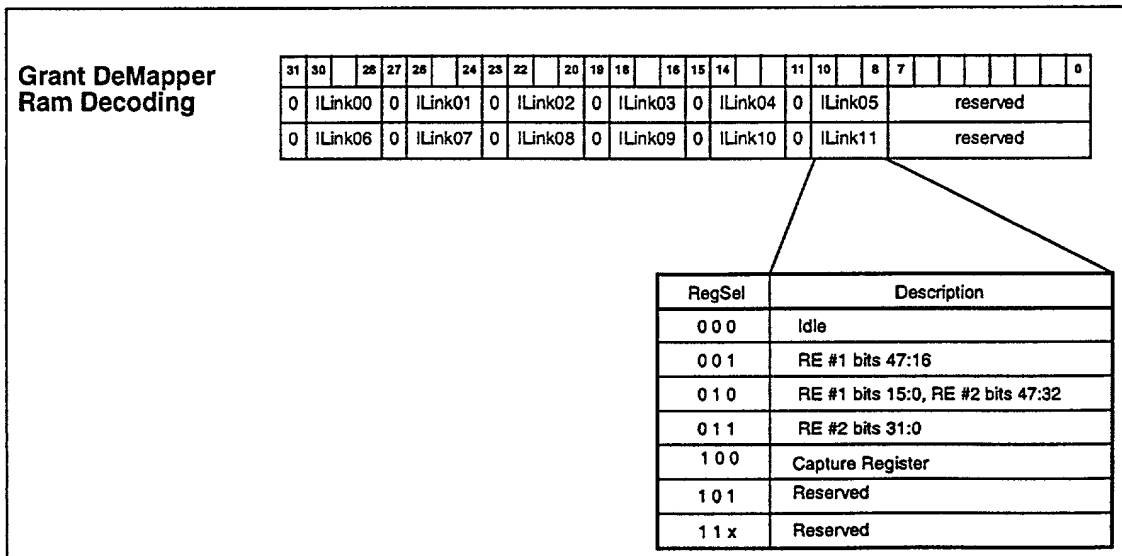 Grant DeMapper
Ram Decoding
31 30 28 27 26 24 23 22 20 19 18 16 15 14 11 10 8 7 0
0 ILink00 0 ILink01 0 ILink02 0 ILink03 0 ILink04 0 ILink05 reserved
0 ILink06 0 ILink07 0 ILink08 0 ILink09 0 ILink10 0 ILink11 reserved
RegSel Description
0 0 0 Idle
0 0 1 RE #1 bits 47:16
0 1 0 RE #1 bits 15:0, RE #2 bits 47:32
0 1 1 RE #2 bits 31:0
1 0 0 Capture Register
1 0 1 Reserved
1 1 x Reserved